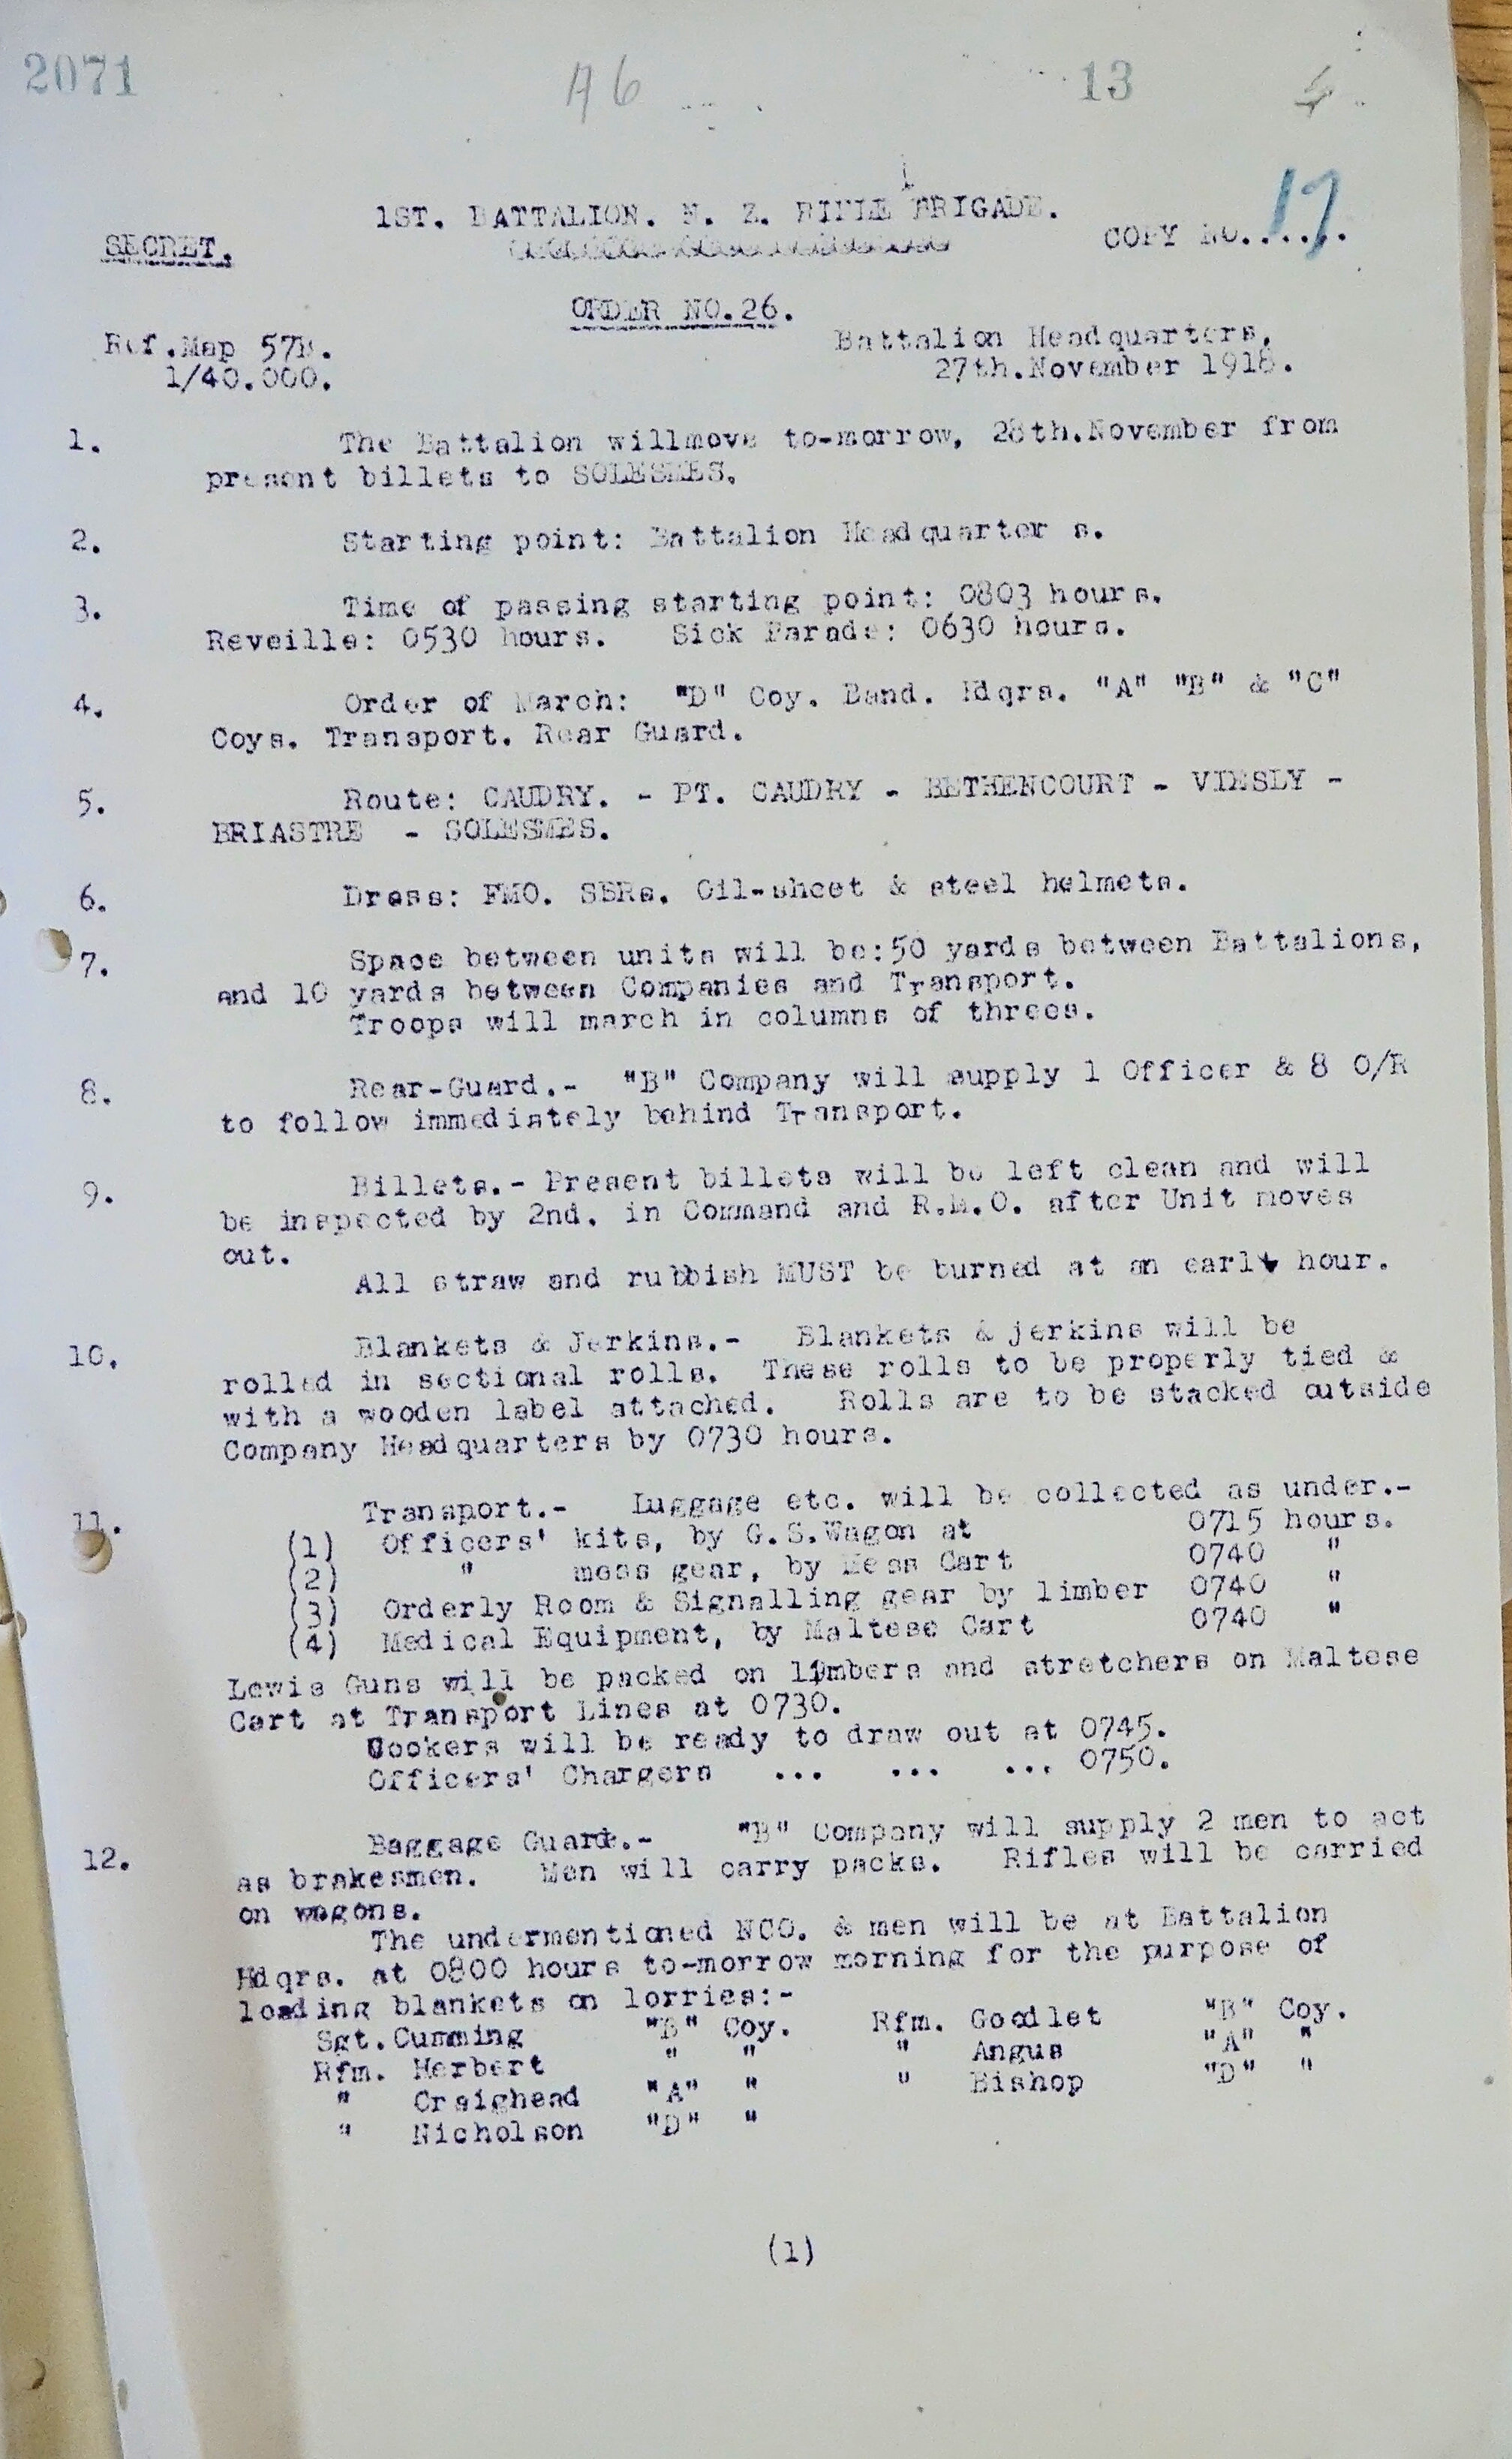 2071
A6
13
1ST. BATTALION. N. Z. RIFLE BRIGADE.
SECRET.
COPY NO...17...
ORDER NO.26.
Ref.Map 57B.
1/40.000.
Battalion Headquarters,
27th.November 1918.
1. The Battalion willmove to-morrow, 28th.November from
present billets to SOLESMES.
2. Starting point: Battalion Headquarter s.
3. Time of passing starting point: 0803 hours.
Reveille: 0530 hours. Sick Parade: 0630 hours.
4. Order of March: "D" Coy. Band. Hdqrs. "A" "B" & "C"
Coys. Transport. Rear Guard.
5. Route: CAUDRY. - PT. CAUDRY - BETHENCOURT - VIESLY -
BRIASTRE - SOLESMES.
6. Dress: FMO. SBRs. Oil-sheet & steel helmets.
7. Space between units will be:50 yards between Battalions,
and 10 yards between Companies and Transport.
Troops will march in columns of threes.
8. Rear-Guard.- "B" Company will supply 1 Officer & 8 O/R
to follow immediately behind Transport.
9. Billets.- Present billets will be left clean and will
be inspected by 2nd. in Command and R.M.O. after Unit moves
out.
All straw and rubbish MUST be burned at an early hour.
10. Blankets & Jerkins.- Blankets & jerkins will be
rolled in sectional rolls. These rolls to be properly tied &
with a wooden label attached. Rolls are to be stacked outside
Company Headquarters by 0730 hours.
11. Transport.- Luggage etc. will be collected as under.-
(1) Officers' kits, by G.S.Wagon at 0715 hours.
(2) " mess gear, by Mess Cart 0740 "
(3) Orderly Room & Signalling gear by limber 0740 "
(4) Medical Equipment, by Maltese Cart 0740 "
Lewis Guns will be packed on limbers and stretchers on Maltese
Cart at Transport Lines at 0730.
Cookers will be ready to draw out at 0745.
Officers' Chargers ... ... ... 0750.
12. Baggage Guard.- "B" Company will supply 2 men to act
as brakesmen. Men will carry packs. Rifles will be carried
on wagons.
The undermentioned NCO. & men will be at Battalion
Hdqrs. at 0800 hours to-morrow morning for the purpose of
loading blankets on lorries:-
Sgt.Cumming "B" Coy. Rfm. Goodlet "B" Coy.
Rfm. Herbert " " " Angus "A" "
" Craighead "A" " " Bishop "D" "
" Nicholson "D" "
(1)